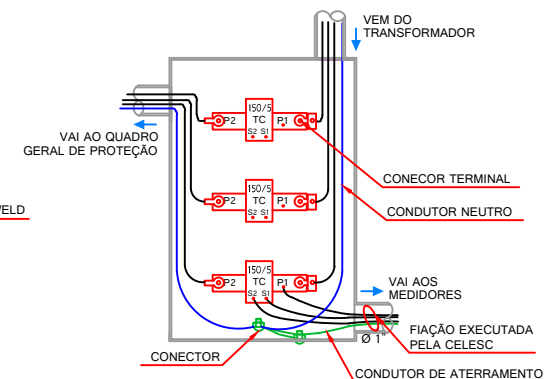 VEM DO
TRANSFORMADOR
150/5
P2 TC P1
S2 S1
VAI AO QUADRO
GERAL DE PROTEÇÃO
CONECOR TERMINAL
150/5
P2 TC P1
S2 S1
ELD
CONDUTOR NEUTRO
150/5
P2 TC P1
S2 S1
VAI AOS
MEDIDORES
FIAÇÃO EXECUTADA
PELA CELESC
Ø 1"
CONECTOR
CONDUTOR DE ATERRAMENTO